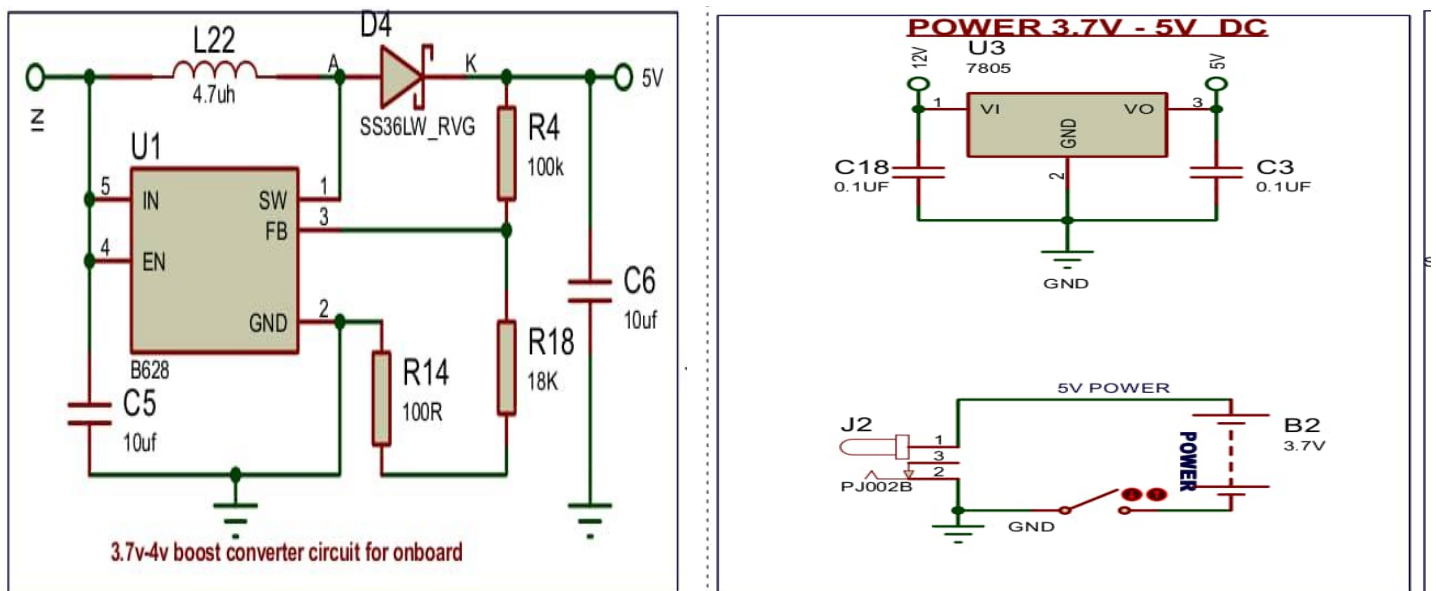 L22
4.7uh
D4
A
K
SS36LW_RVG
IN
5V
U1
5
IN
4
EN
SW
1
FB
3
GND
2
B628
R4
100k
R18
18K
R14
100R
C5
10uf
C6
10uf
3.7v-4v boost converter circuit for onboard
POWER 3.7V - 5V DC
U3
7805
12V
5V
1
VI
VO
3
GND
2
C18
0.1UF
C3
0.1UF
GND
5V POWER
J2
1
3
2
PJ002B
GND
POWER
B2
3.7V